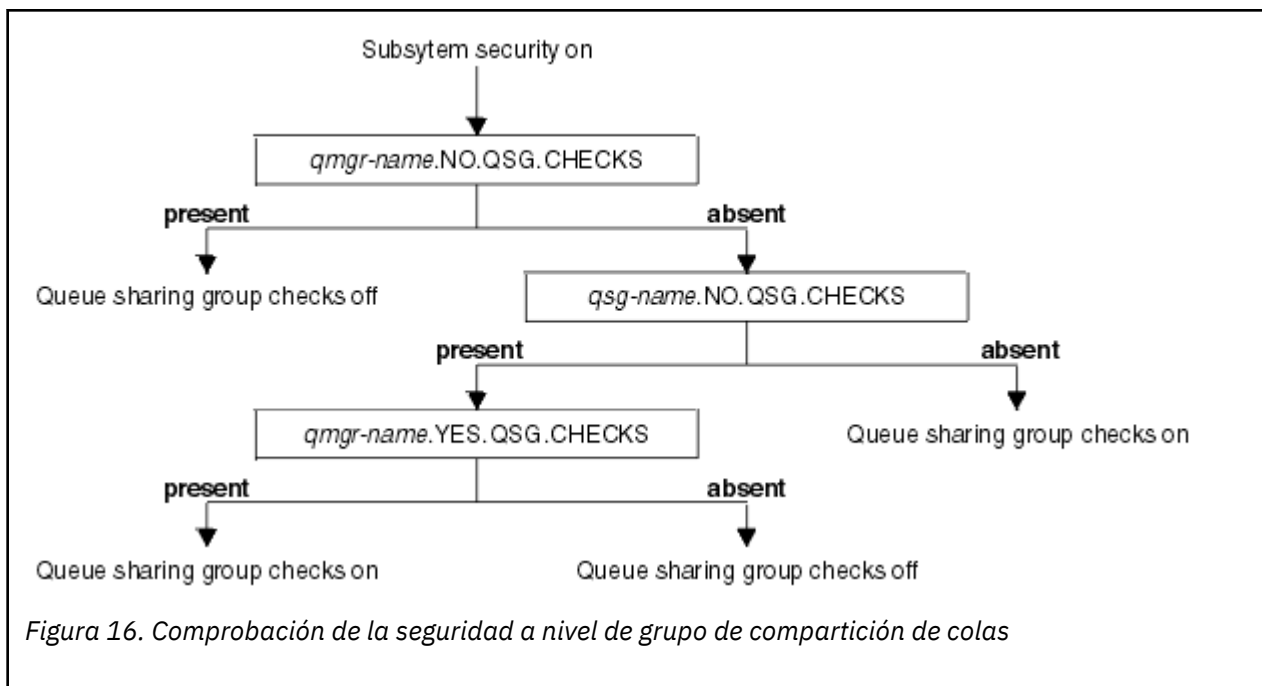 Subsytem security on
qmgr-name.NO.QSG.CHECKS
present absent
Queue sharing group checks off
qsg-name.NO.QSG.CHECKS
present absent
qmgr-name.YES.QSG.CHECKS
Queue sharing group checks on
present absent
Queue sharing group checks on
Queue sharing group checks off
Figura 16. Comprobación de la seguridad a nivel de grupo de compartición de colas